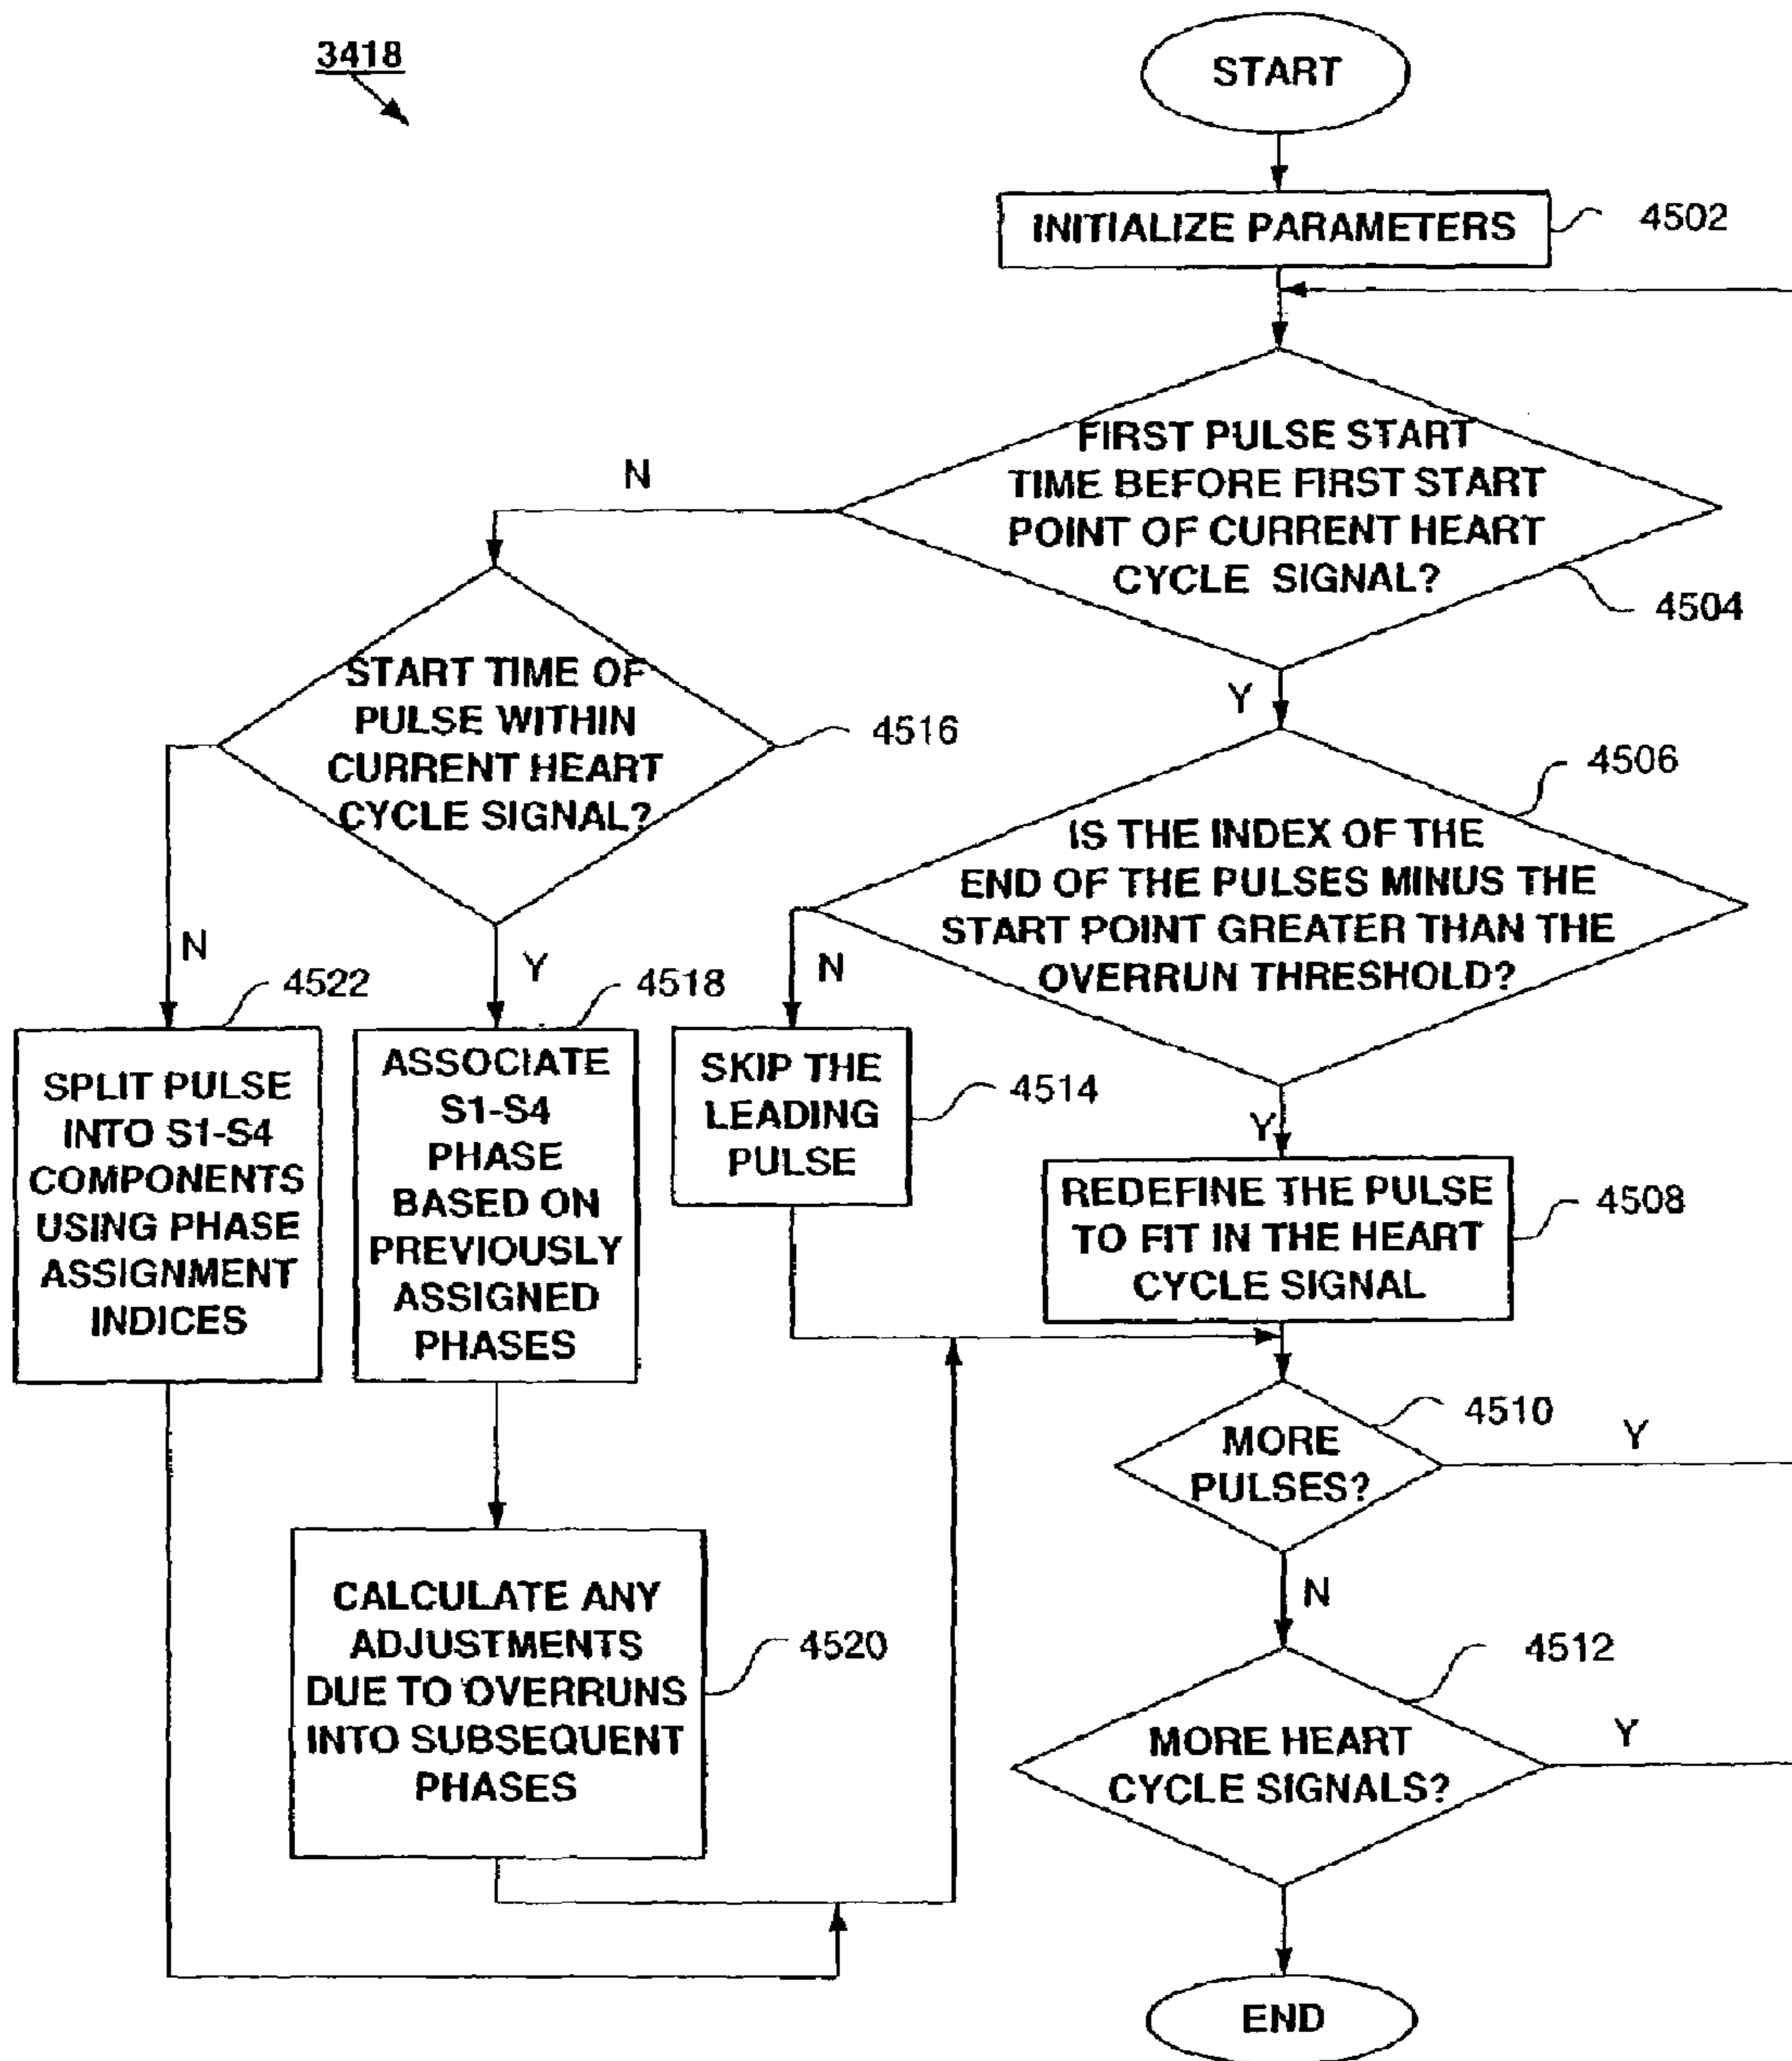 3418
START
INITIALIZE PARAMETERS
4502
FIRST PULSE START
TIME BEFORE FIRST START
POINT OF CURRENT HEART
CYCLE SIGNAL?
4504
N
Y
START TIME OF
PULSE WITHIN
CURRENT HEART
CYCLE SIGNAL?
4516
N
Y
IS THE INDEX OF THE
END OF THE PULSES MINUS THE
START POINT GREATER THAN THE
OVERRUN THRESHOLD?
4506
N
Y
4522
SPLIT PULSE
INTO S1-S4
COMPONENTS
USING PHASE
ASSIGNMENT
INDICES
4518
ASSOCIATE
S1-S4
PHASE
BASED ON
PREVIOUSLY
ASSIGNED
PHASES
SKIP THE
LEADING
PULSE
4514
REDEFINE THE PULSE
TO FIT IN THE HEART
CYCLE SIGNAL
4508
MORE
PULSES?
4510
Y
N
CALCULATE ANY
ADJUSTMENTS
DUE TO OVERRUNS
INTO SUBSEQUENT
PHASES
4520
MORE HEART
CYCLE SIGNALS?
4512
Y
END